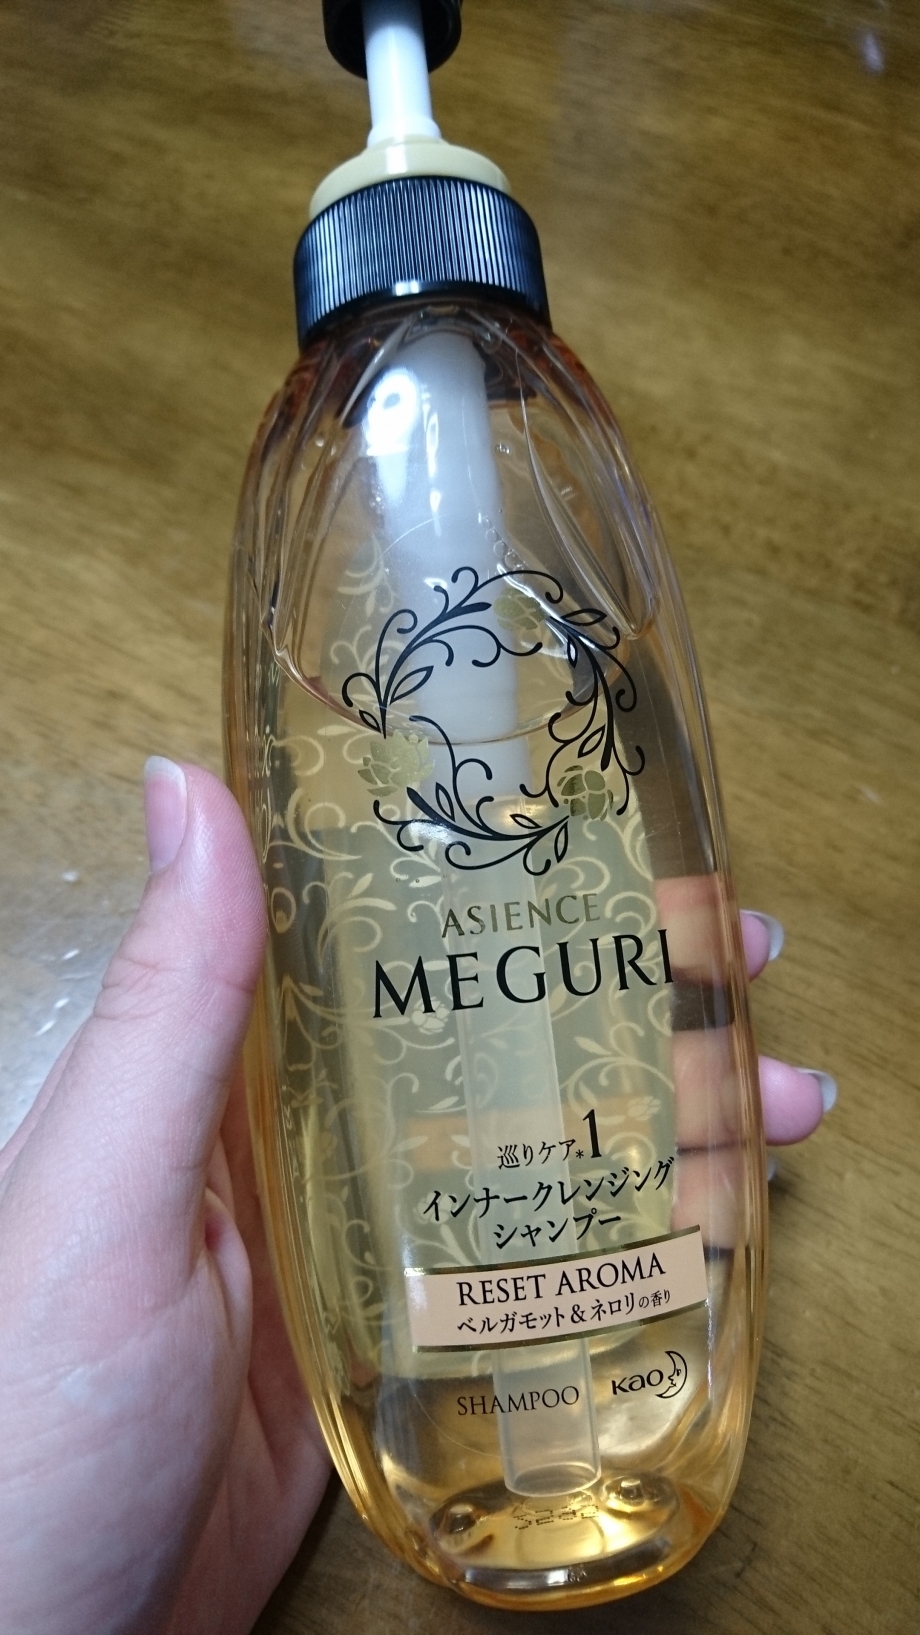 ASIENCE
MEGURI
巡りケア*1
インナークレンジング
シャンプー
RESET AROMA
ベルガモット&ネロリの香り
SHAMPOO
Kao